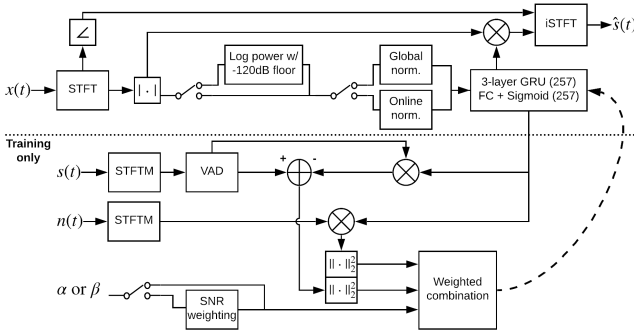 ∠
iSTFT
ŝ(t)
x(t)
STFT
| · |
Log power w/
-120dB floor
Global
norm.
Online
norm.
3-layer GRU (257)
FC + Sigmoid (257)
Training
only
s(t)
STFTM
VAD
+
-
n(t)
STFTM
|| · ||₂²
|| · ||₂²
Weighted
combination
α or β
SNR
weighting